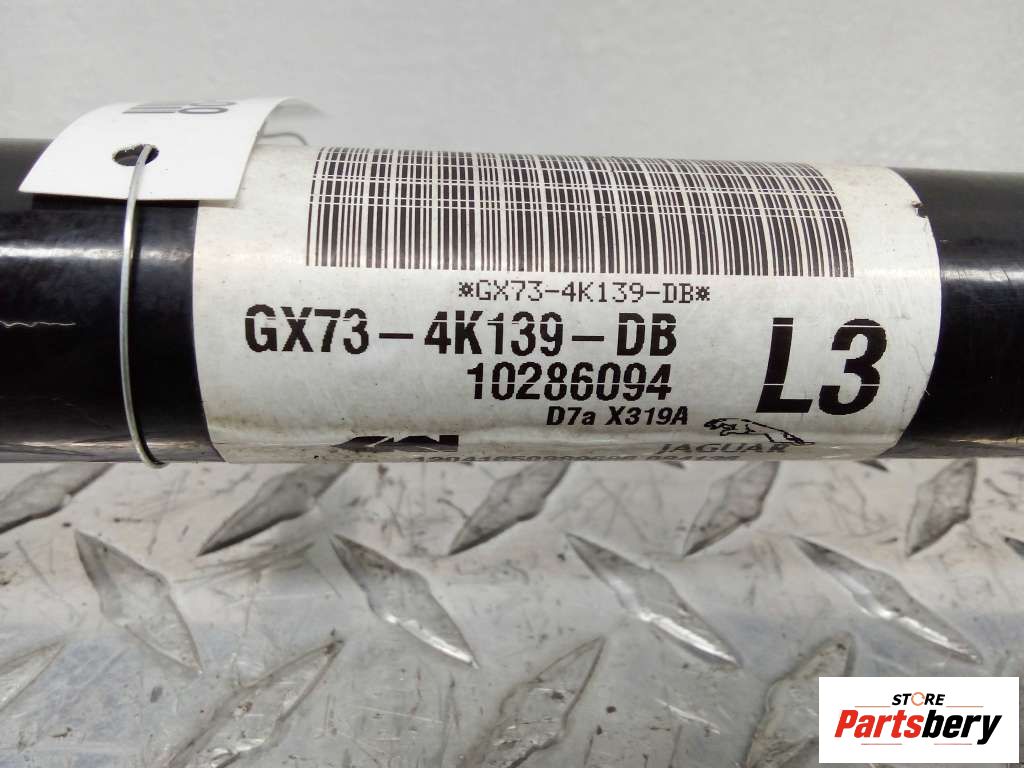 *GX73-4K139-DB*
GX73-4K139-DB
10286094
L3
D7a X319A
JAGUAR
STORE
Partsbery